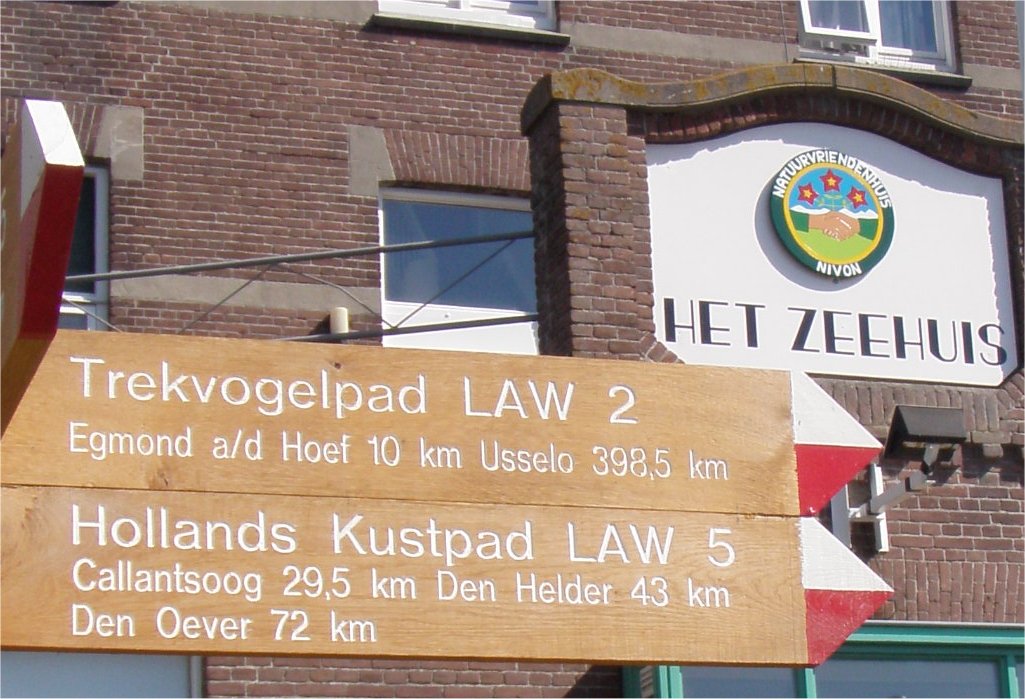 NATUURVRIENDENHUIS
NIVON
HET ZEEHUIS
Trekvogelpad LAW 2
Egmond a/d Hoef 10 km Usselo 398,5 km
Hollands Kustpad LAW 5
Callantsoog 29,5 km Den Helder 43 km
Den Oever 72 km